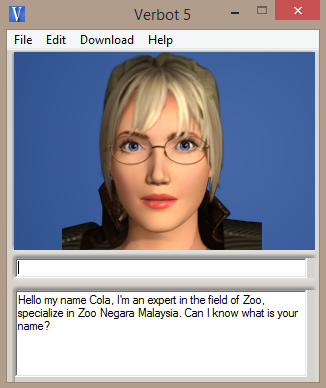 Verbot 5
File Edit Download Help
Hello my name Cola, I'm an expert in the field of Zoo,
specialize in Zoo Negara Malaysia. Can I know what is your
name?